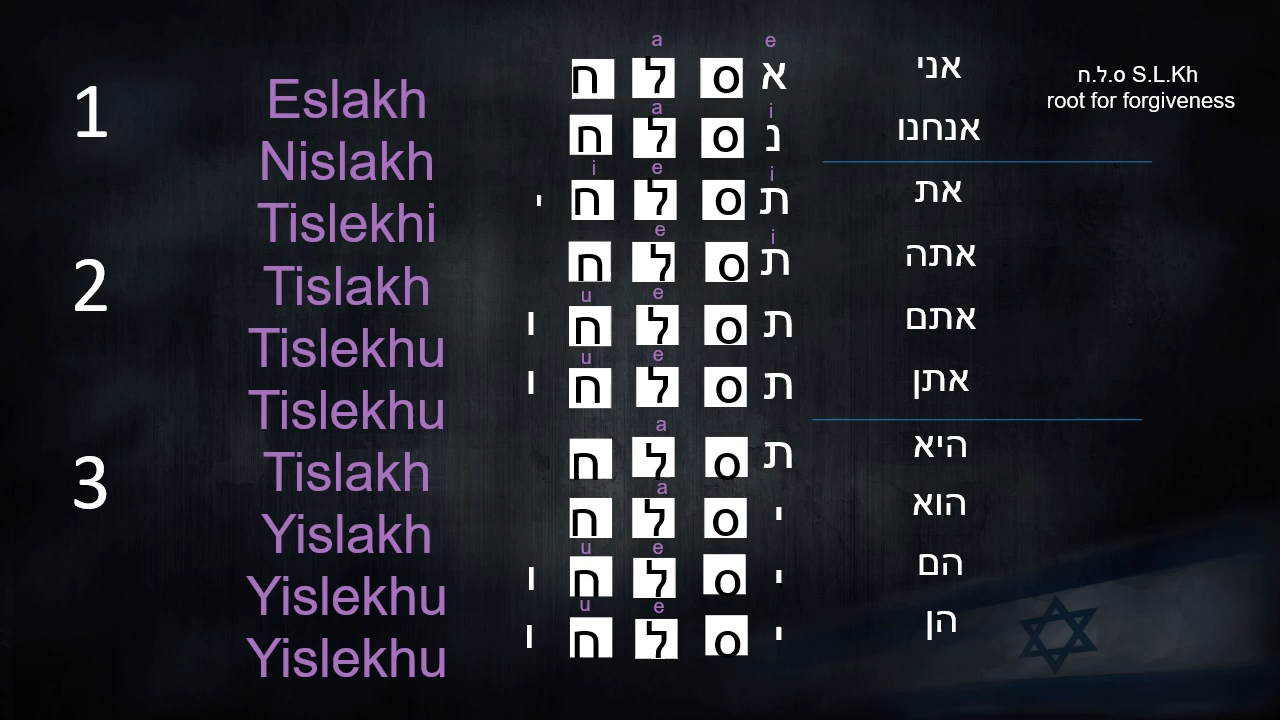 ס.ל.ח S.L.Kh
root for forgiveness
1
2
3
a e
Eslakh א ס ל ח אני
a i
Nislakh נ ס ל ח אנחנו
i e i
Tislekhi ת ס ל ח י את
e i
Tislakh ת ס ל ח אתה
u e
Tislekhu ת ס ל ח ו אתם
u e
Tislekhu ת ס ל ח ו אתן
a
Tislakh ת ס ל ח היא
a
Yislakh י ס ל ח הוא
u e
Yislekhu י ס ל ח ו הם
u e
Yislekhu י ס ל ח ו הן